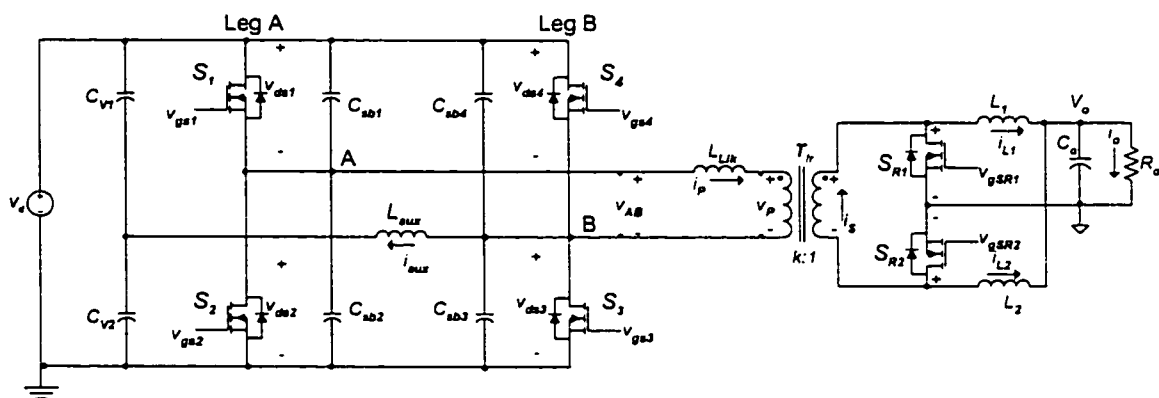 Leg A
Leg B
S1
vds1
vgs1
CV1
Csb1
Csb4
vds4
S4
vgs4
A
LLlk
iP
Tr
L1
iL1
Vo
Co
io
Ro
SR1
vgSR1
Vd
Laux
iaux
B
vAB
vP
iS
k:1
SR2
vgSR2
iL2
L2
CV2
S2
vds2
vgs2
Csb2
Csb3
vds3
S3
vgs3